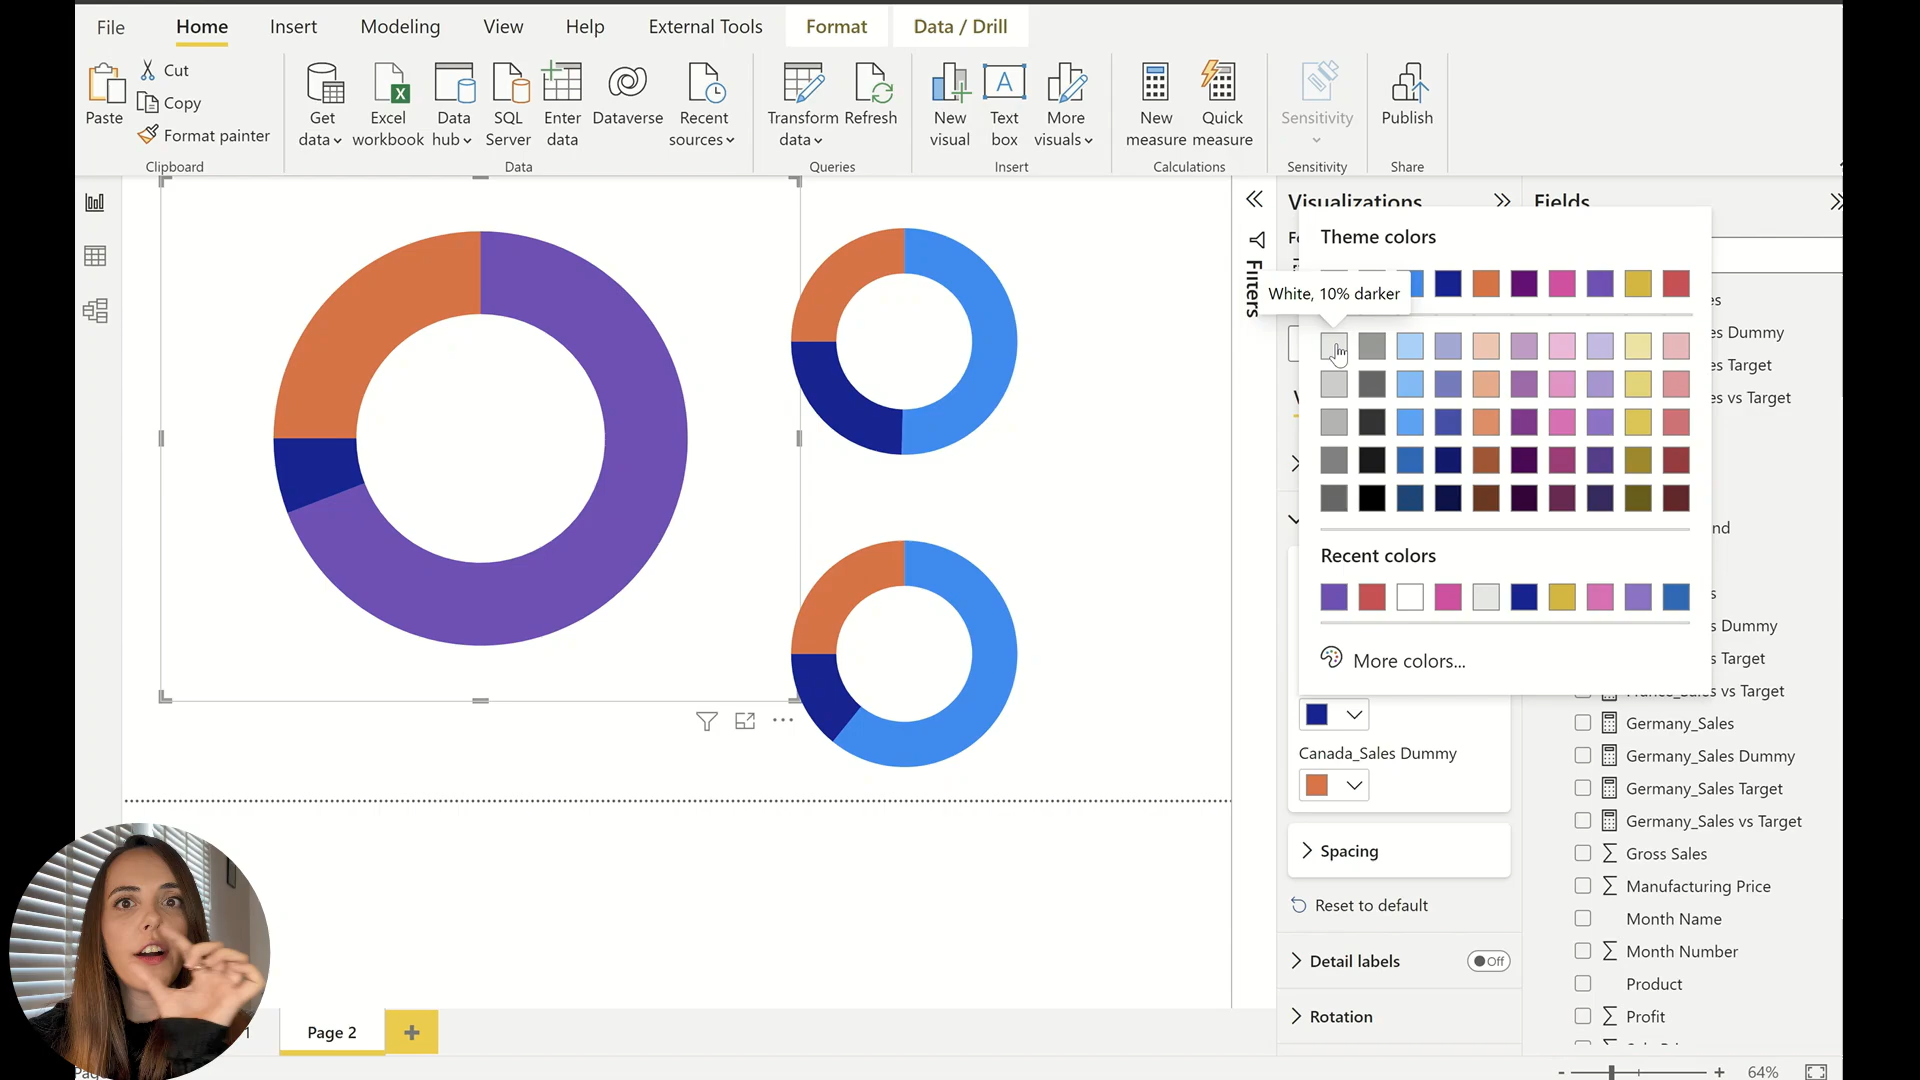 File
Home
Insert
Modeling
View
Help
External Tools
Format
Data / Drill
Paste
Cut
Copy
Format painter
Clipboard
Get
data
Excel
workbook
Data
hub
SQL
Server
Enter
data
Dataverse
Recent
sources
Data
Transform
data
Refresh
Queries
New
visual
Text
box
More
visuals
Insert
New
measure
Quick
measure
Calculations
Sensitivity
Sensitivity
Publish
Share
Visualizations
Fields
Filters
Theme colors
White, 10% darker
Recent colors
More colors...
Canada_Sales Dummy
Spacing
Reset to default
Detail labels
Off
Rotation
es
es Dummy
es Target
es vs Target
nd
s
s Dummy
s Target
France_Sales vs Target
Germany_Sales
Germany_Sales Dummy
Germany_Sales Target
Germany_Sales vs Target
Gross Sales
Manufacturing Price
Month Name
Month Number
Product
Profit
1
Page 2
+
- + 64%